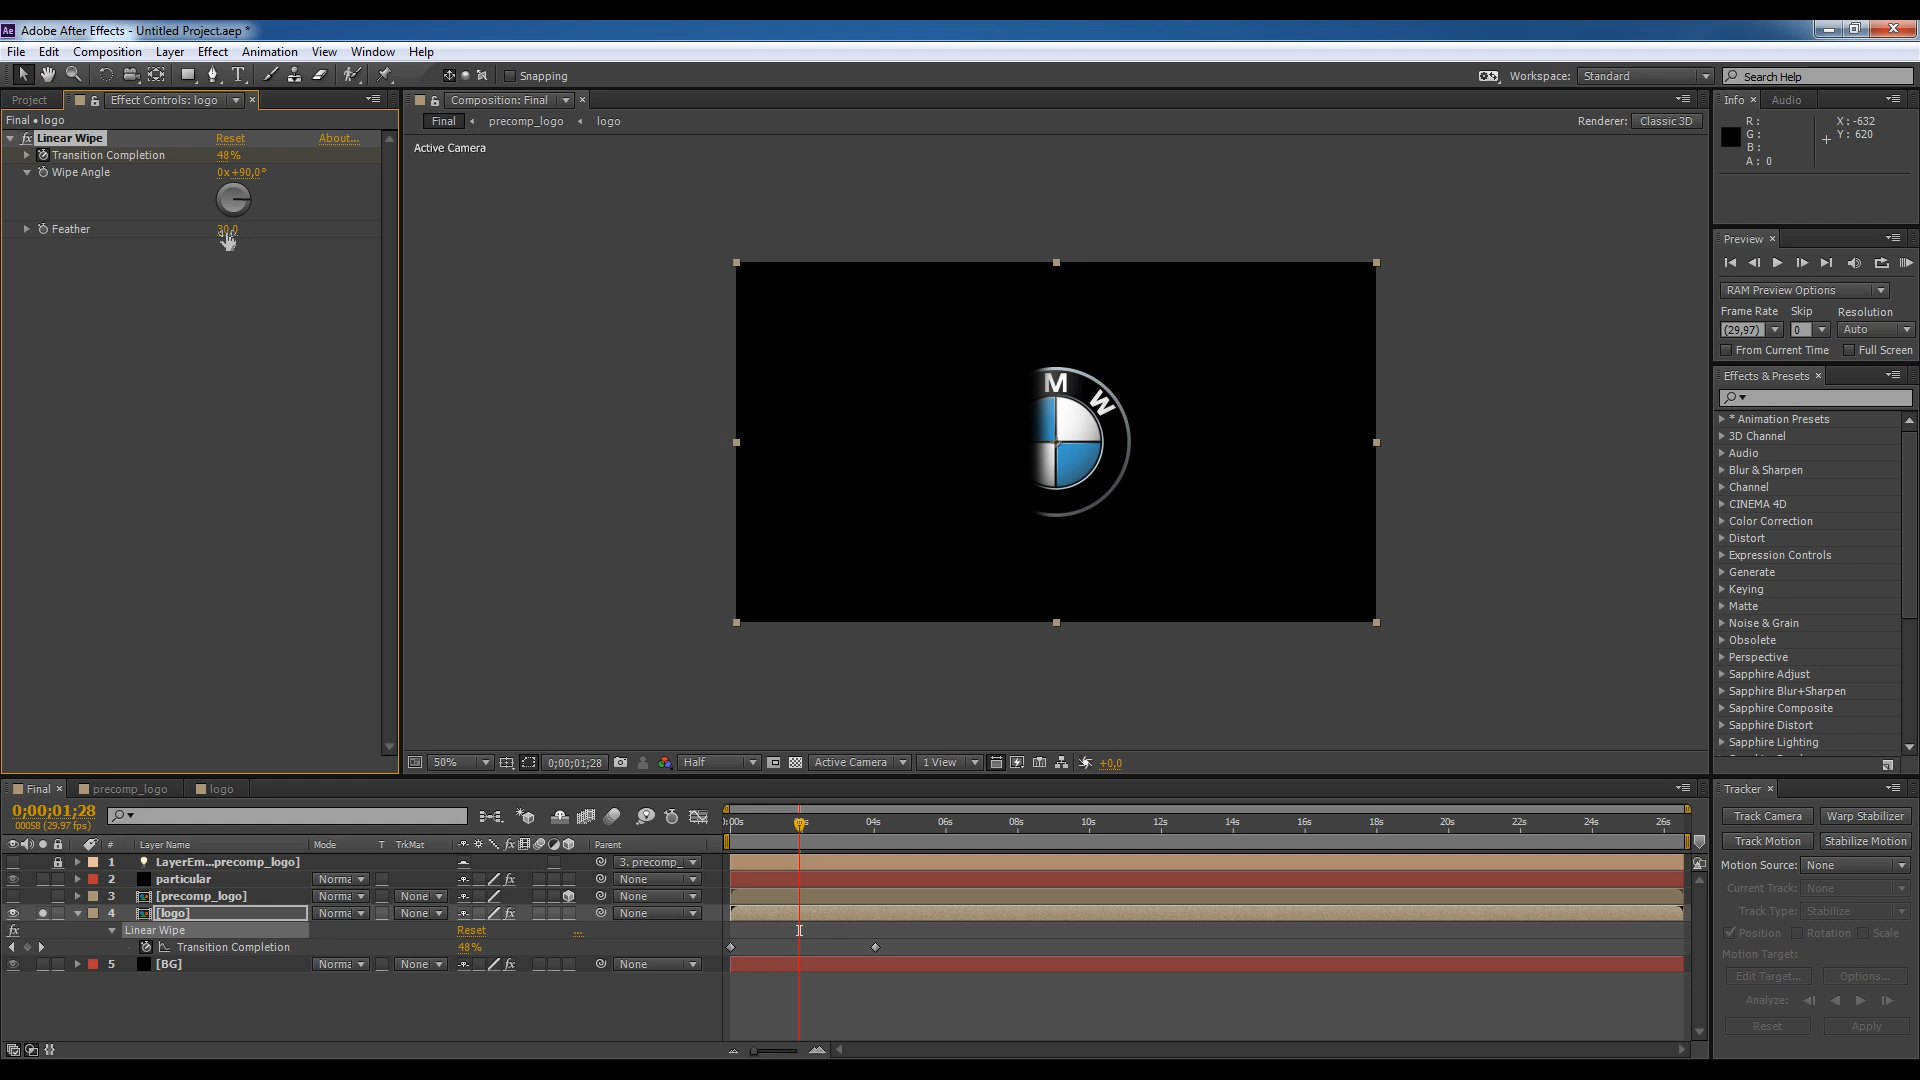 Ae Adobe After Effects - Untitled Project.aep *
File Edit Composition Layer Effect Animation View Window Help
T Snapping Workspace: Standard Search Help
Project Effect Controls: logo
Final • logo
fx Linear Wipe Reset About...
Transition Completion 48%
Wipe Angle 0x+90,0°
Feather 30,0
Composition: Final
Final precomp_logo logo
Renderer: Classic 3D
Active Camera
M W
50% 0;00;01;28 Half Active Camera 1 View +0,0
Info Audio
R :
G :
B :
A : 0
X : -632
Y : 620
Preview
RAM Preview Options
Frame Rate Skip Resolution
(29,97) 0 Auto
From Current Time Full Screen
Effects & Presets
* Animation Presets
3D Channel
Audio
Blur & Sharpen
Channel
CINEMA 4D
Color Correction
Distort
Expression Controls
Generate
Keying
Matte
Noise & Grain
Obsolete
Perspective
Sapphire Adjust
Sapphire Blur+Sharpen
Sapphire Composite
Sapphire Distort
Sapphire Lighting
Final precomp_logo logo
0;00;01;28
00058 (29.97 fps)
:00s 04s 06s 08s 10s 12s 14s 16s 18s 20s 22s 24s 26s
# Layer Name Mode T TrkMat fx Parent
1 LayerEm...precomp_logo] 3. precomp_
2 particular Norma fx None
3 [precomp_logo] Norma None None
4 [logo] Norma None fx None
fx Linear Wipe Reset ...
Transition Completion 48%
5 [BG] Norma None fx None
Tracker
Track Camera Warp Stabilizer
Track Motion Stabilize Motion
Motion Source: None
Current Track: None
Track Type: Stabilize
Position Rotation Scale
Motion Target:
Edit Target... Options...
Analyze:
Reset Apply